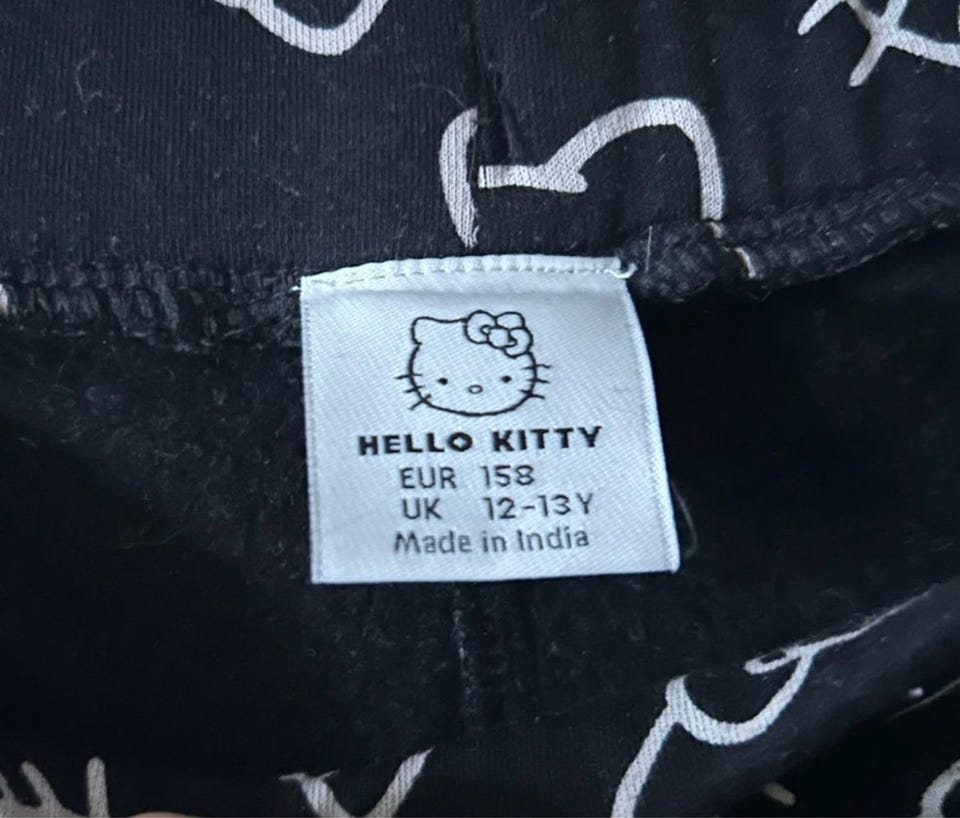 HELLO KITTY
EUR 158
UK 12-13Y
Made in India